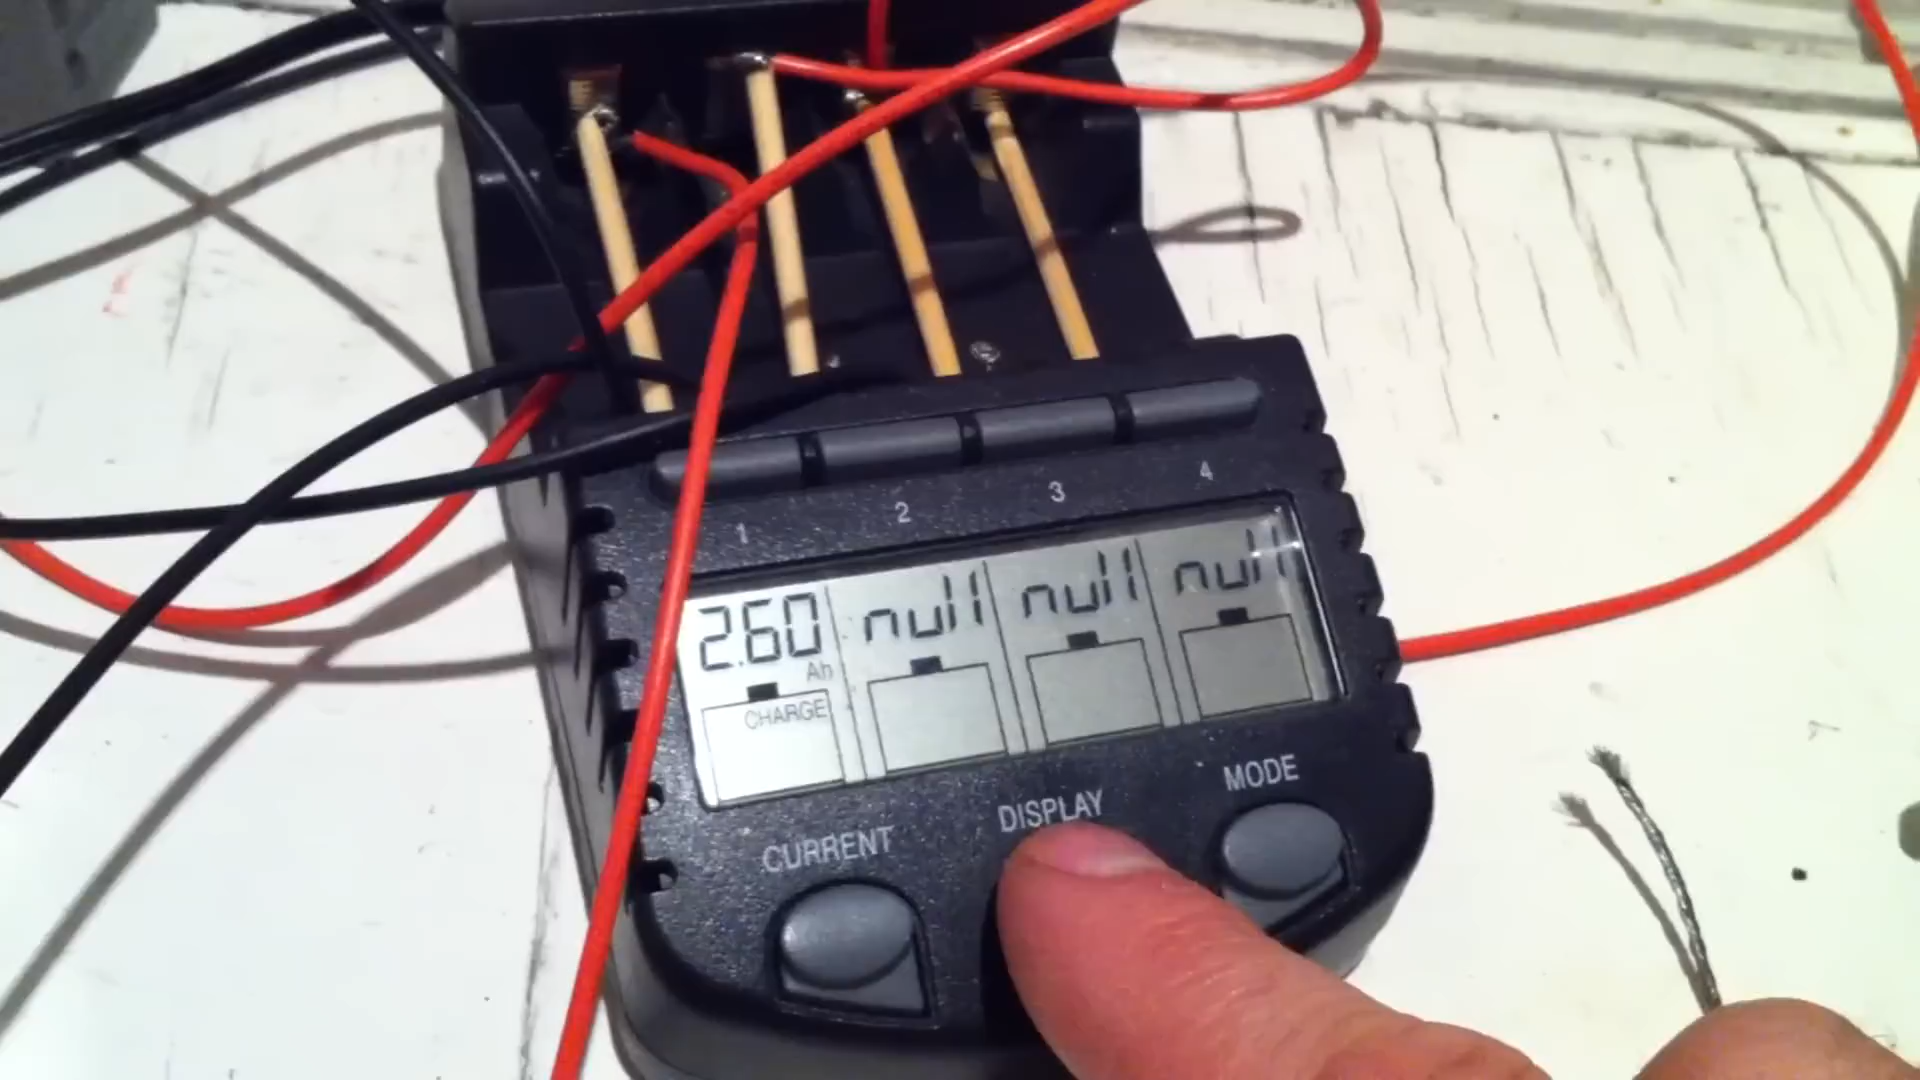 1 2 3 4
2.60 null null null
Ah
CHARGE
CURRENT DISPLAY MODE